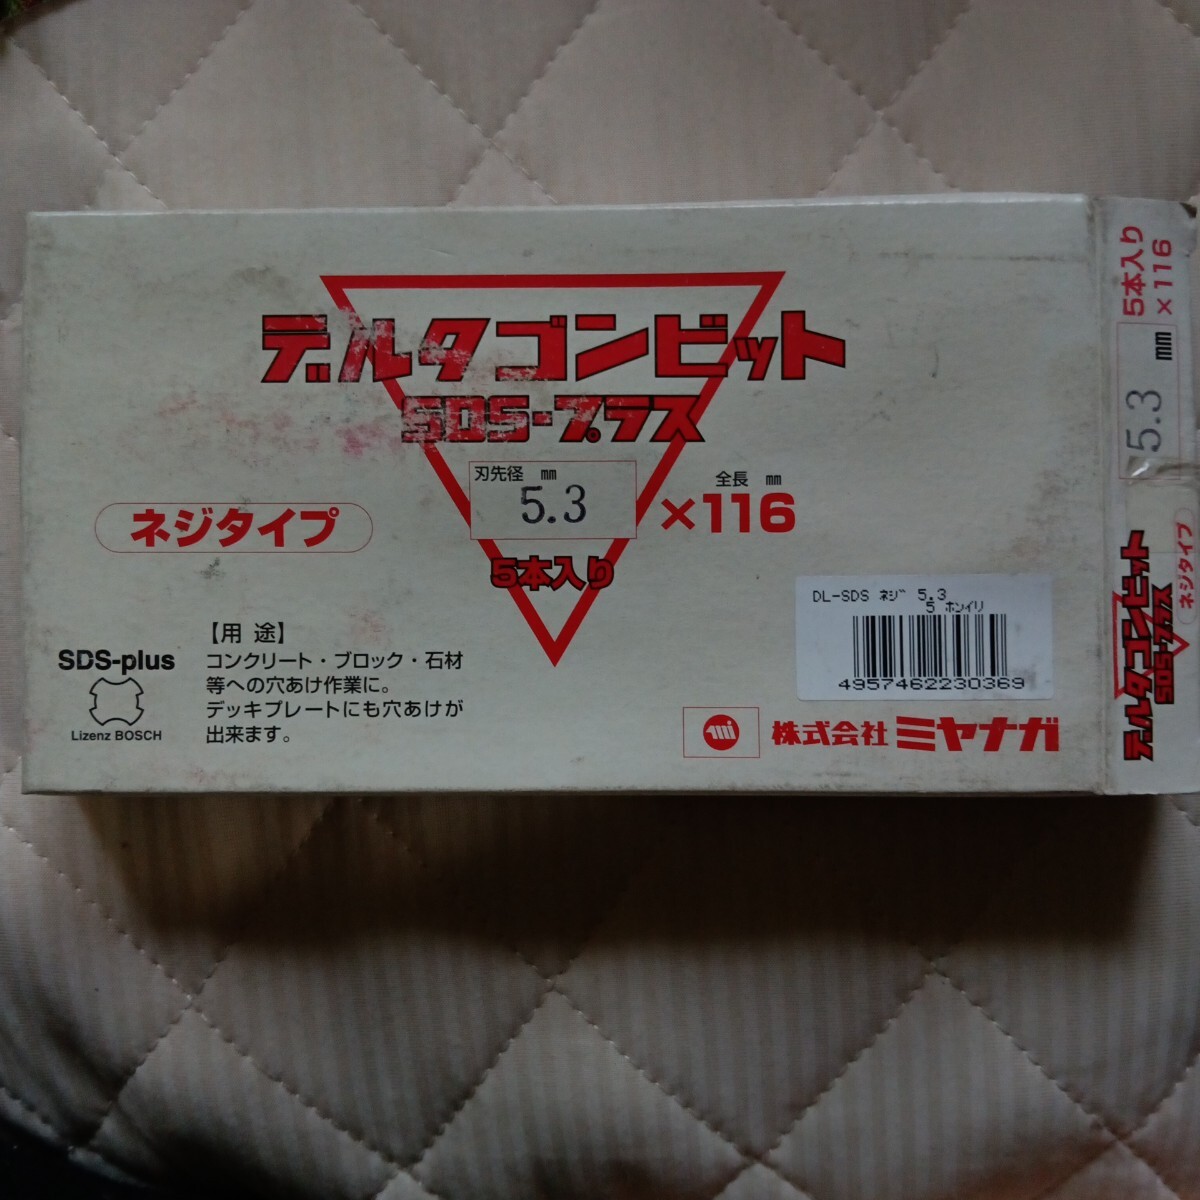 デルタゴンビット
SDS-プラス
刃先径 ㎜
5.3
全長 ㎜
×116
ネジタイプ
5本入り
【用 途】
コンクリート・ブロック・石材
等への穴あけ作業に。
デッキプレートにも穴あけが
出来ます。
SDS-plus
Lizenz BOSCH
DL-SDS ﾈｼﾞ 5.3
5 ﾎﾝｲﾘ
4957462230369
株式会社 ミヤナガ
5本入り
×116
5.3 ㎜
デルタゴンビット
SDS-プラス
ネジタイプ